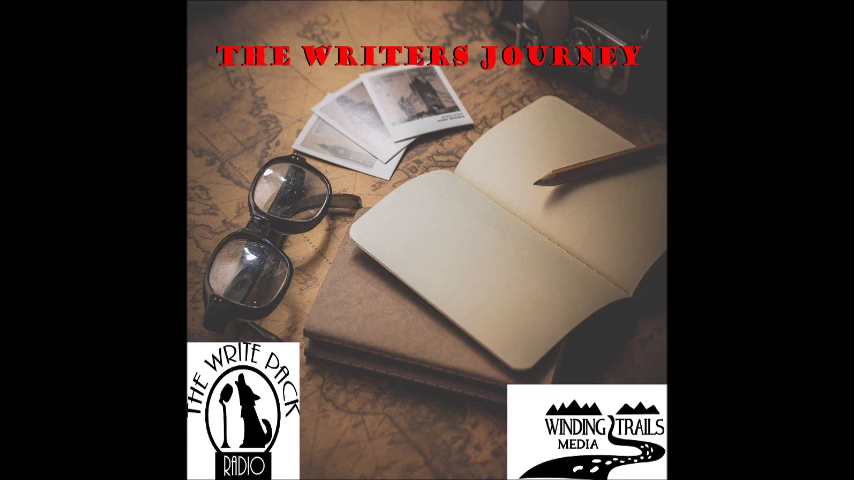 THE WRITERS JOURNEY
THE WRITE PACK
RADIO
WINDING TRAILS
MEDIA